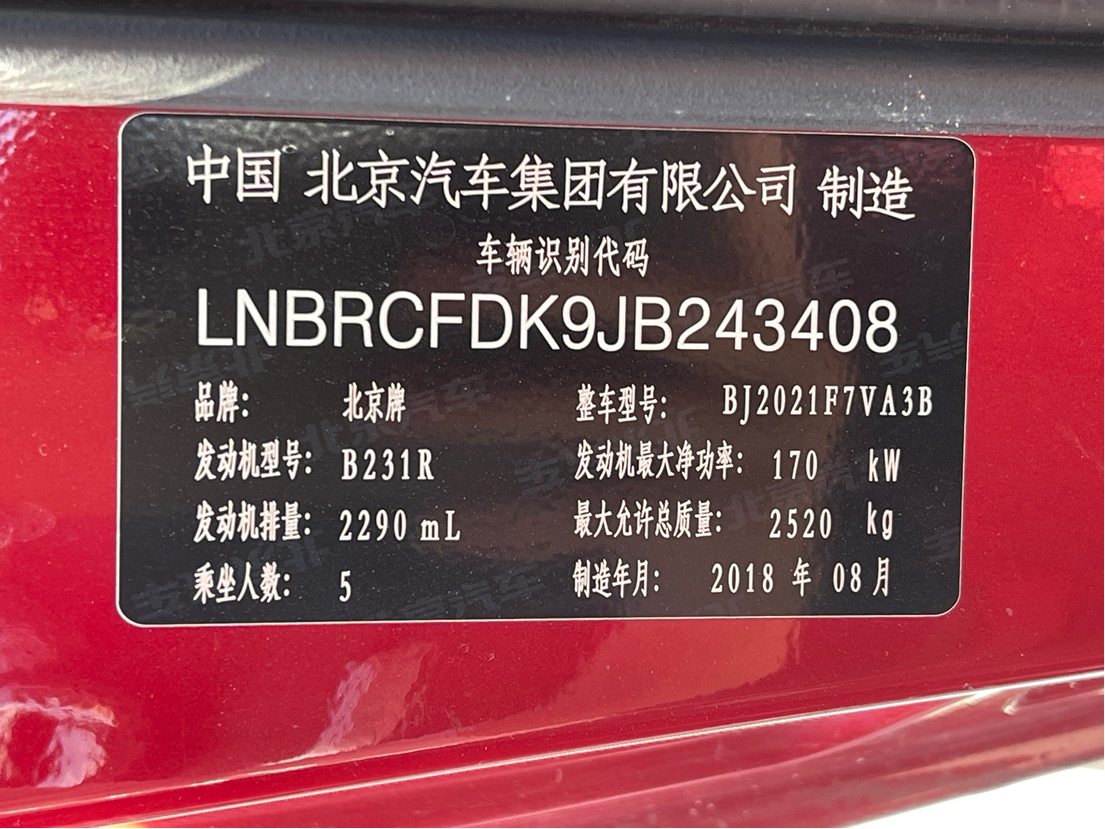 中国 北京汽车集团有限公司 制造
车辆识别代码
LNBRCFDK9JB243408
品牌: 北京牌 整车型号: BJ2021F7VA3B
发动机型号: B231R 发动机最大净功率: 170 kW
发动机排量: 2290 mL 最大允许总质量: 2520 kg
乘坐人数: 5 制造年月: 2018 年 08 月